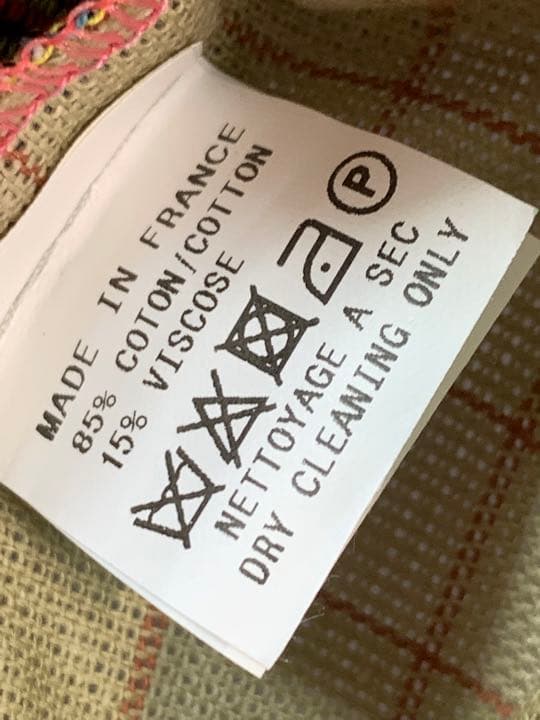 MADE IN FRANCE
85% COTON/COTTON
15% VISCOSE
P
NETTOYAGE A SEC
DRY CLEANING ONLY